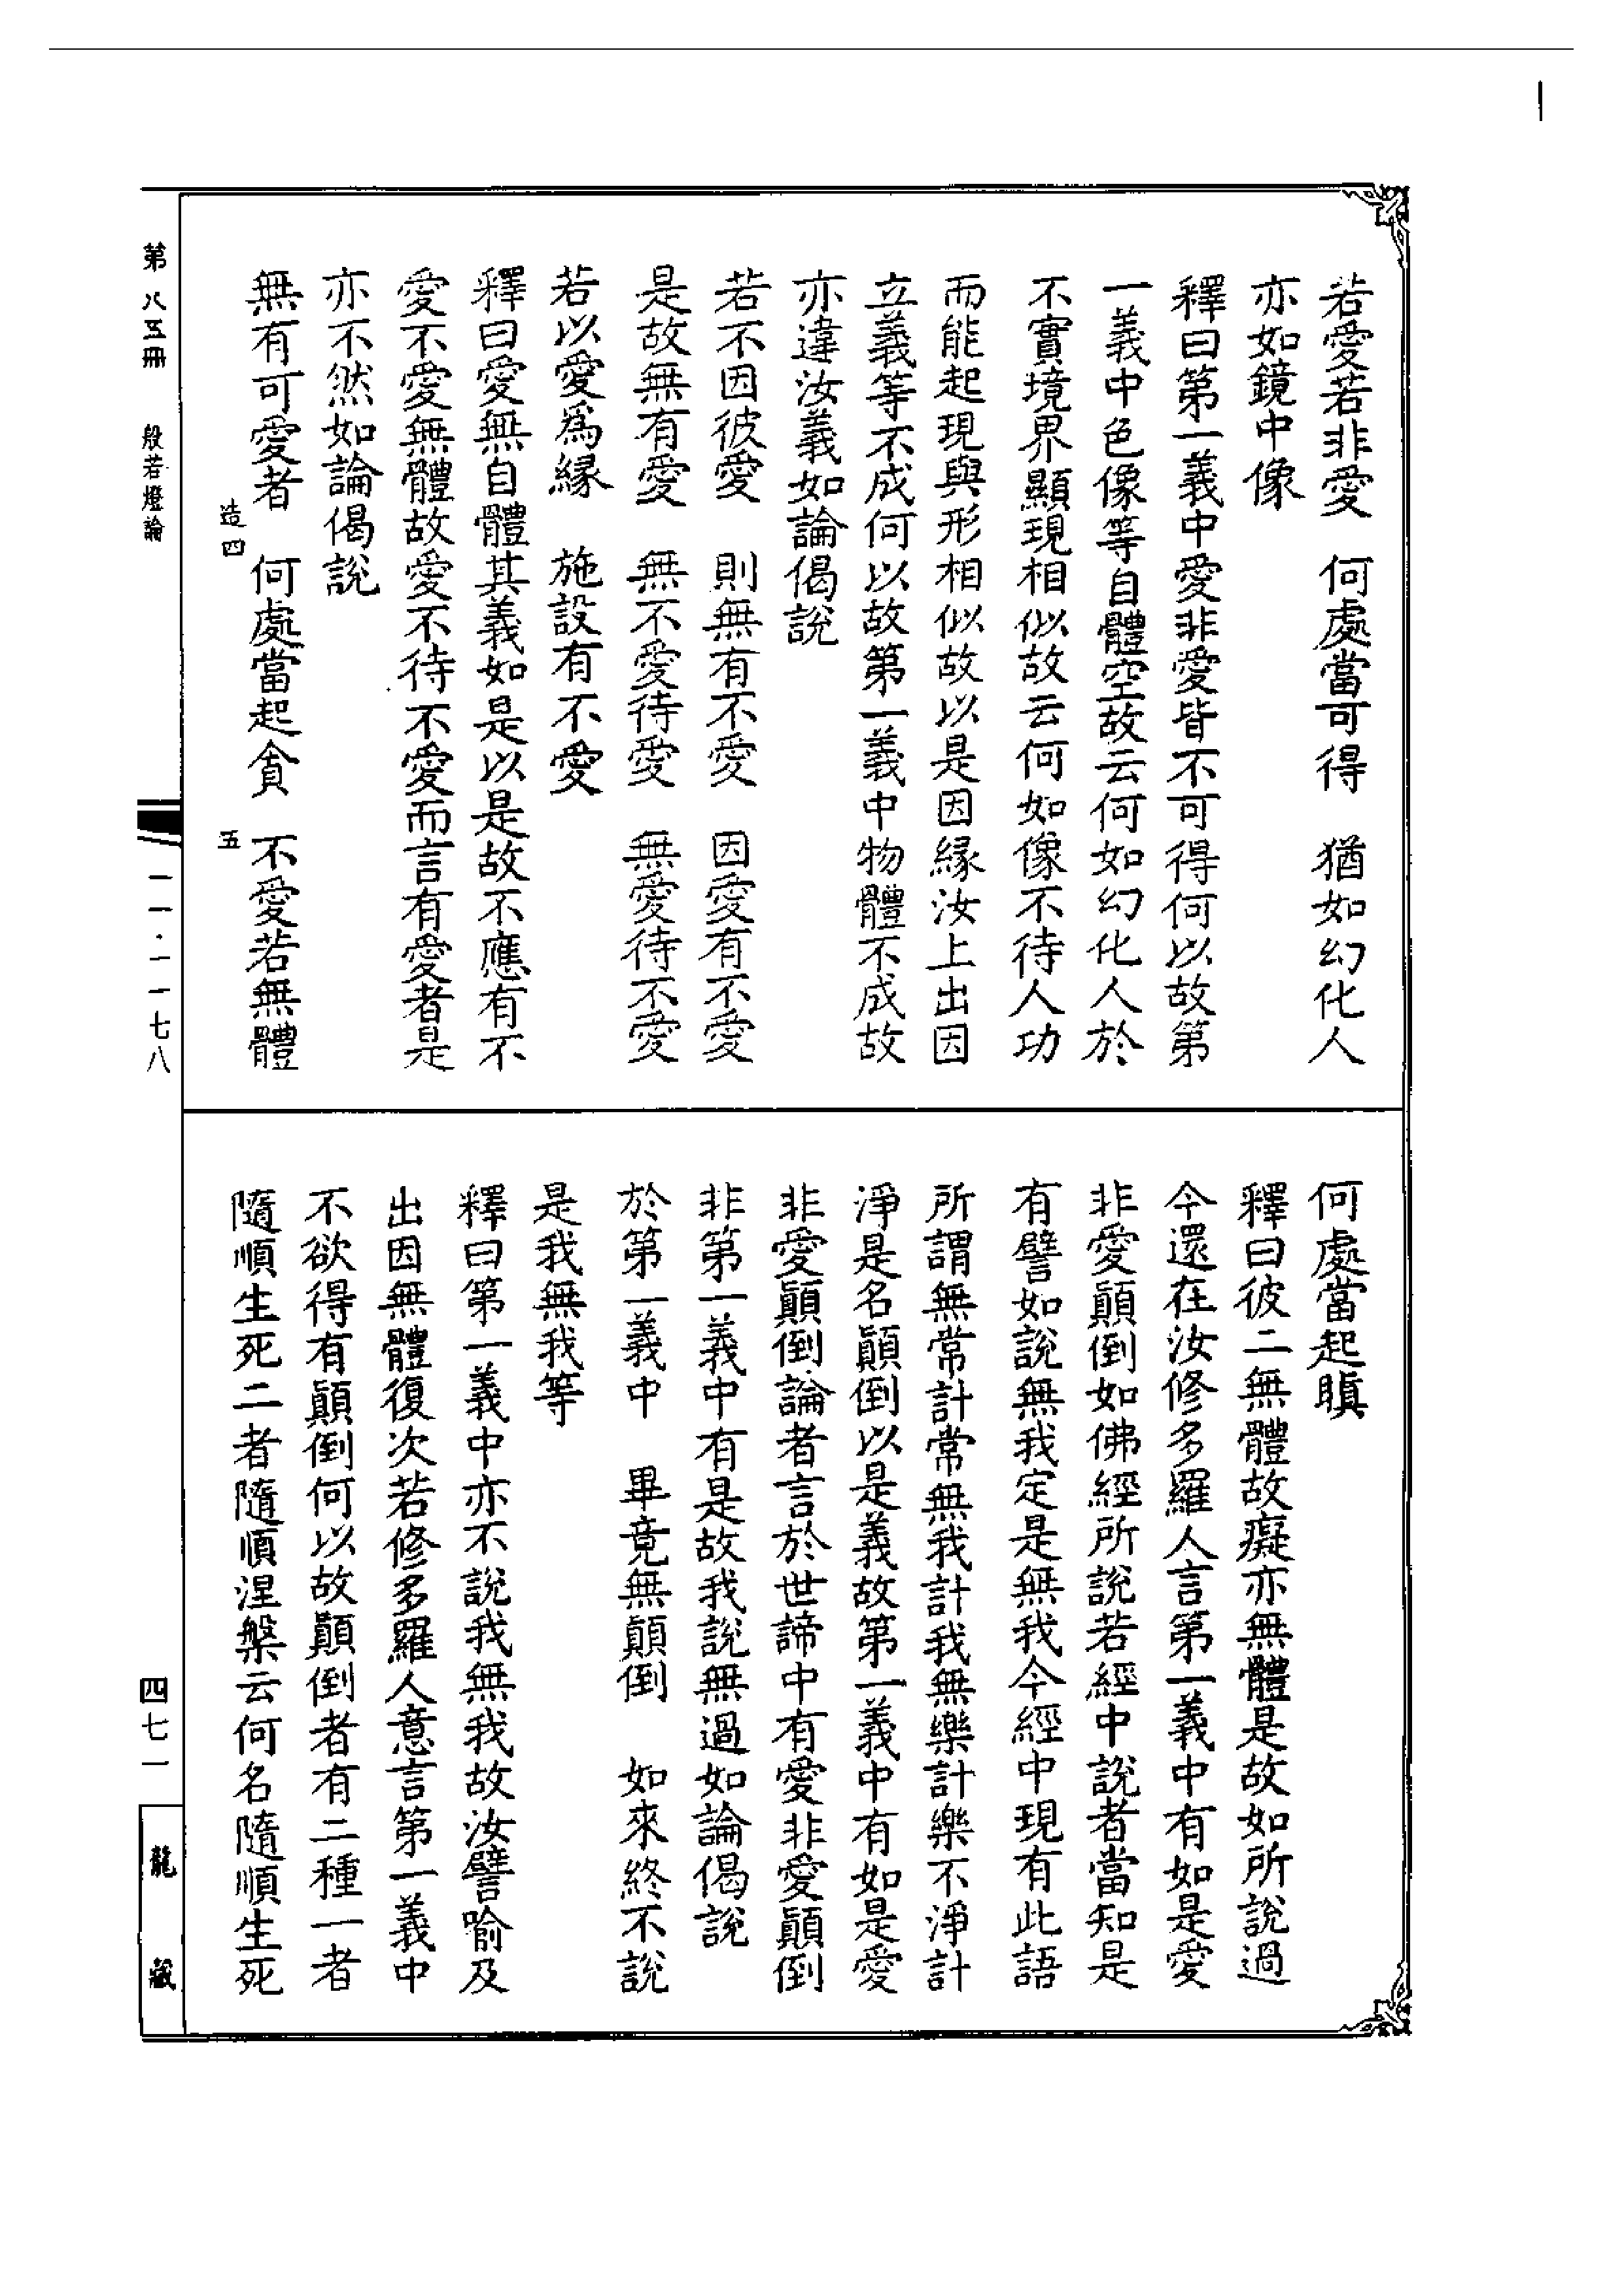 若愛若非愛　何處當可得　猶如幻化人
亦如鏡中像
釋曰第一義中愛非愛皆不可得何以故第
一義中色像等自體空故云何如幻化人於
不實境界顯現相似故云何如像不待人功
而能起現與形相似故以是因緣汝上出因
立義等不成何以故第一義中物體不成故
亦違汝義如論偈說
若不因彼愛　則無有不愛　因愛有不愛
是故無有愛　無不愛待愛　無愛待不愛
若以愛爲緣　施設有不愛
釋曰愛無自體其義如是以是故不應有不
愛不愛無體故愛不待不愛而言有愛者是
亦不然如論偈說
無有可愛者　何處當起貪　不愛若無體
造四　五
何處當起瞋
釋曰彼二無體故癡亦無體是故如所說過
今還在汝修多羅人言第一義中有如是愛
非愛顚倒如佛經所說若經中說者當知是
有譬如說無我定是無我今經中現有此語
所謂無常計常無我計我無樂計樂不淨計
淨是名顚倒以是義故第一義中有如是愛
非愛顚倒論者言於世諦中有愛非愛顚倒
非第一義中有是故我說無過如論偈說
於第一義中　畢竟無顚倒　如來終不說
是我無我等
釋曰第一義中亦不說我無我故汝譬喻及
出因無體復次若修多羅人意言第一義中
不欲得有顚倒何以故顚倒者有二種一者
隨順生死二者隨順涅槃云何名隨順生死
第八五冊　般若燈論
一一·一一七八
四七一
龍藏